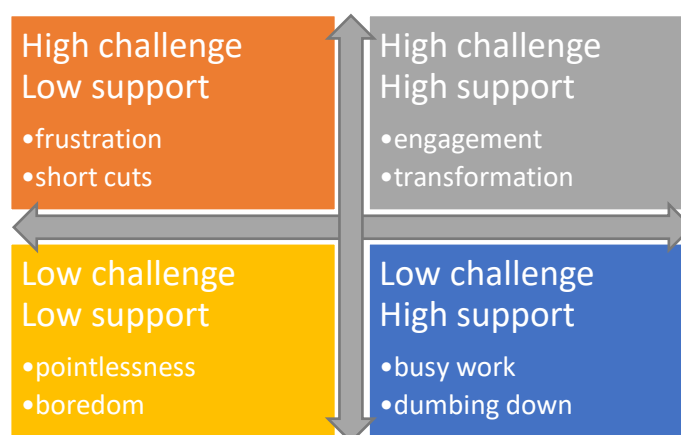 High challenge
Low support
•frustration
•short cuts
High challenge
High support
•engagement
•transformation
Low challenge
Low support
•pointlessness
•boredom
Low challenge
High support
•busy work
•dumbing down